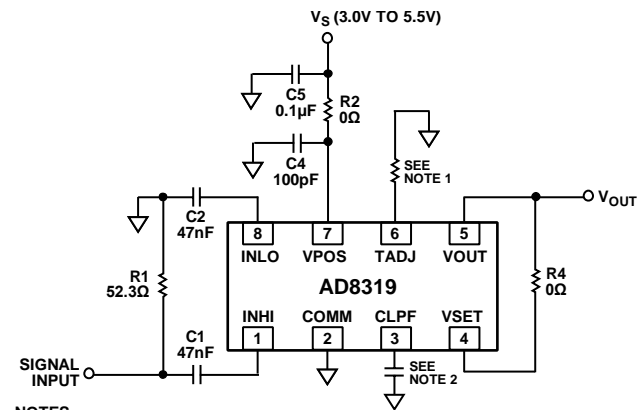 VS (3.0V TO 5.5V)
C5
0.1µF
R2
0Ω
C4
100pF
SEE
NOTE 1
C2
47nF
VOUT
8
7
6
5
INLO
VPOS
TADJ
VOUT
R1
52.3Ω
AD8319
R4
0Ω
INHI
COMM
CLPF
VSET
1
2
3
4
C1
47nF
SIGNAL
INPUT
SEE
NOTE 2